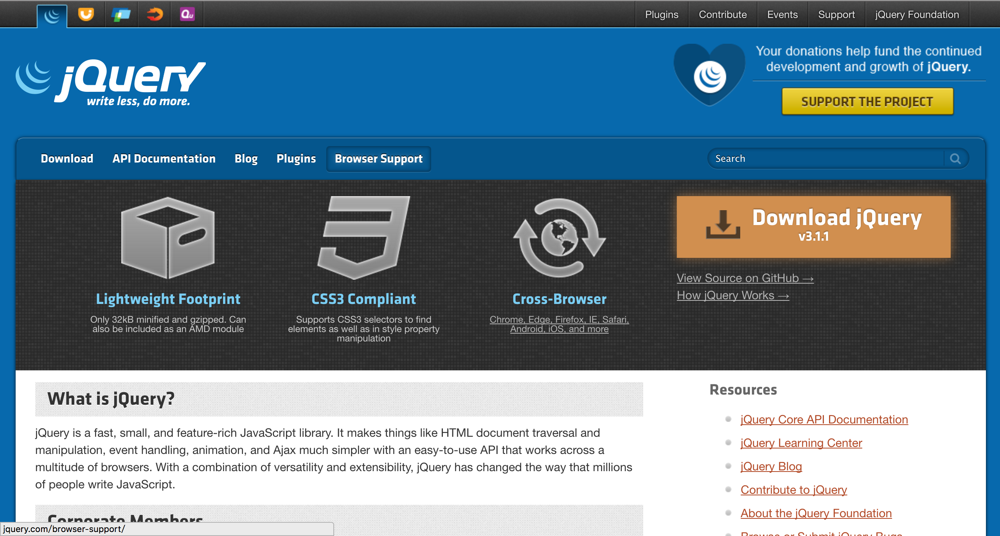 Qu
Plugins
Contribute
Events
Support
jQuery Foundation
jQuery
write less, do more.
Your donations help fund the continued
development and growth of jQuery.
SUPPORT THE PROJECT
Download
API Documentation
Blog
Plugins
Browser Support
Search
Lightweight Footprint
Only 32kB minified and gzipped. Can
also be included as an AMD module
CSS3 Compliant
Supports CSS3 selectors to find
elements as well as in style property
manipulation
Cross-Browser
Chrome, Edge, Firefox, IE, Safari,
Android, iOS, and more
Download jQuery
v3.1.1
View Source on GitHub →
How jQuery Works →
What is jQuery?
jQuery is a fast, small, and feature-rich JavaScript library. It makes things like HTML document traversal and
manipulation, event handling, animation, and Ajax much simpler with an easy-to-use API that works across a
multitude of browsers. With a combination of versatility and extensibility, jQuery has changed the way that millions
of people write JavaScript.
Corporate Members
Resources
jQuery Core API Documentation
jQuery Learning Center
jQuery Blog
Contribute to jQuery
About the jQuery Foundation
Browse or Submit jQuery Bugs
jquery.com/browser-support/